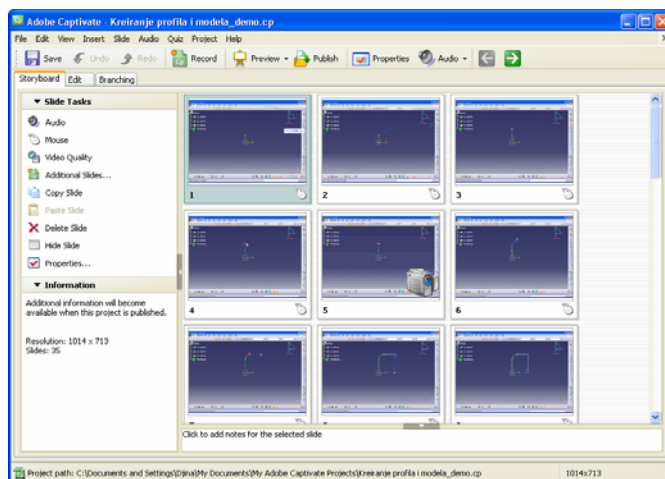 Adobe Captivate - Kreiranje profila i modela_demo.cp
File Edit View Insert Slide Audio Quiz Project Help
Save Undo Redo Record Preview Publish Properties Audio
Storyboard Edit Branching
Slide Tasks
Audio
Mouse
Video Quality
Additional Slides...
Copy Slide
Paste Slide
Delete Slide
Hide Slide
Properties...
Information
Additional information will become
available when this project is published.
Resolution: 1014 x 713
Slides: 35
1 2 3
4 5 6
Click to add notes for the selected slide
Project path: C:\Documents and Settings\Djina\My Documents\My Adobe Captivate Projects\Kreiranje profila i modela_demo.cp 1014x713